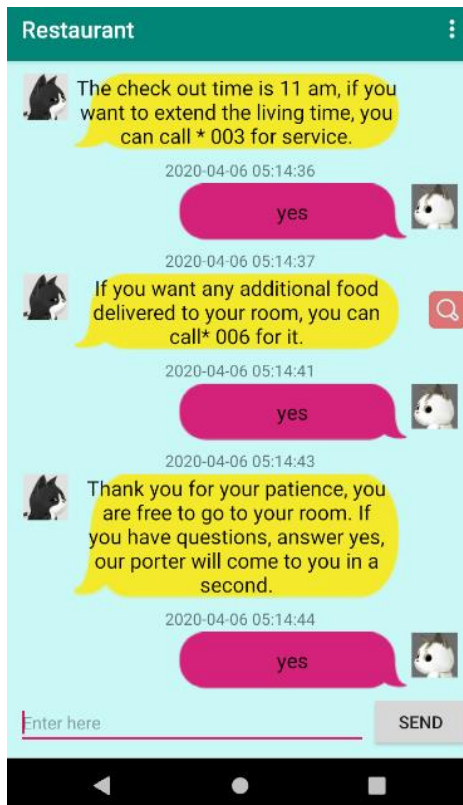 Restaurant
The check out time is 11 am, if you
want to extend the living time, you
can call * 003 for service.
2020-04-06 05:14:36
yes
2020-04-06 05:14:37
If you want any additional food
delivered to your room, you can
call* 006 for it.
2020-04-06 05:14:41
yes
2020-04-06 05:14:43
Thank you for your patience, you
are free to go to your room. If
you have questions, answer yes,
our porter will come to you in a
second.
2020-04-06 05:14:44
yes
Enter here
SEND